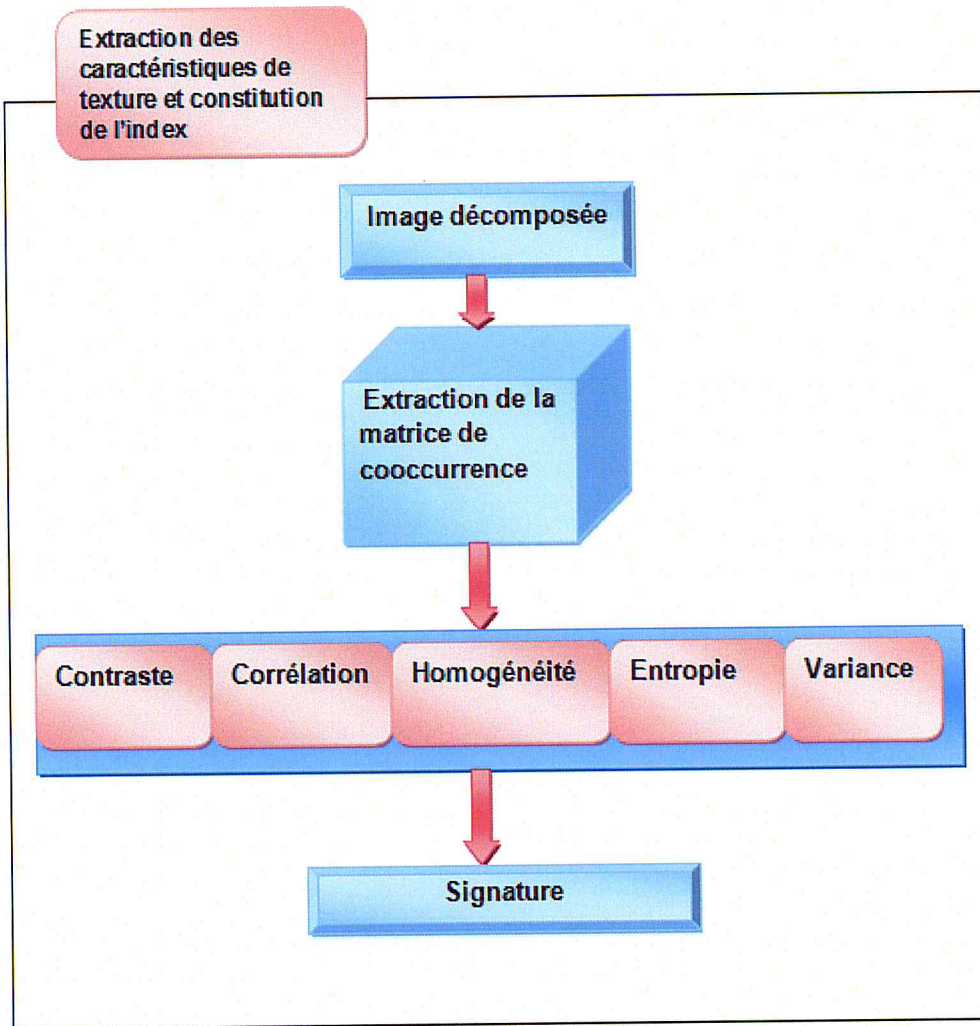 Extraction des
caractéristiques de
texture et constitution
de l'index
Image décomposée
Extraction de la
matrice de
cooccurrence
Contraste
Corrélation
Homogénéité
Entropie
Variance
Signature